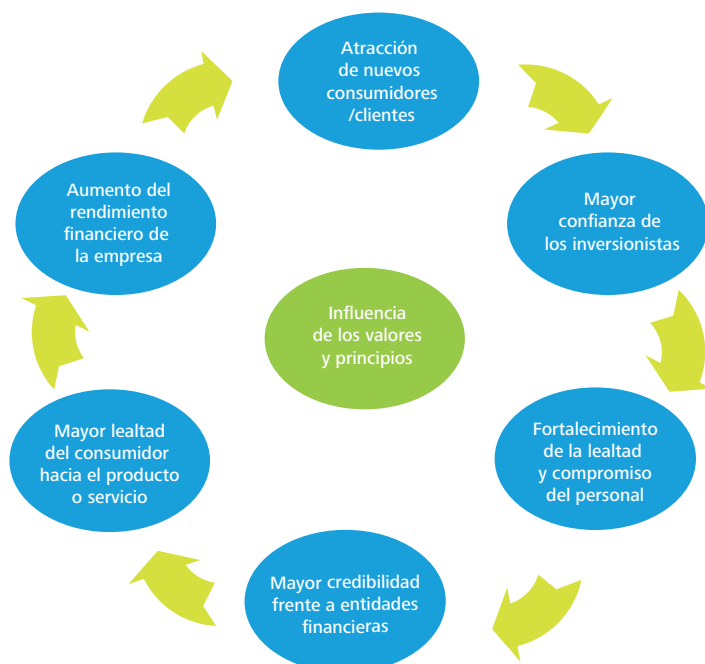 Atracción
de nuevos
consumidores
/clientes
Mayor
confianza de
los inversionistas
Fortalecimiento
de la lealtad
y compromiso
del personal
Mayor credibilidad
frente a entidades
financieras
Mayor lealtad
del consumidor
hacia el producto
o servicio
Aumento del
rendimiento
financiero de
la empresa
Influencia
de los valores
y principios